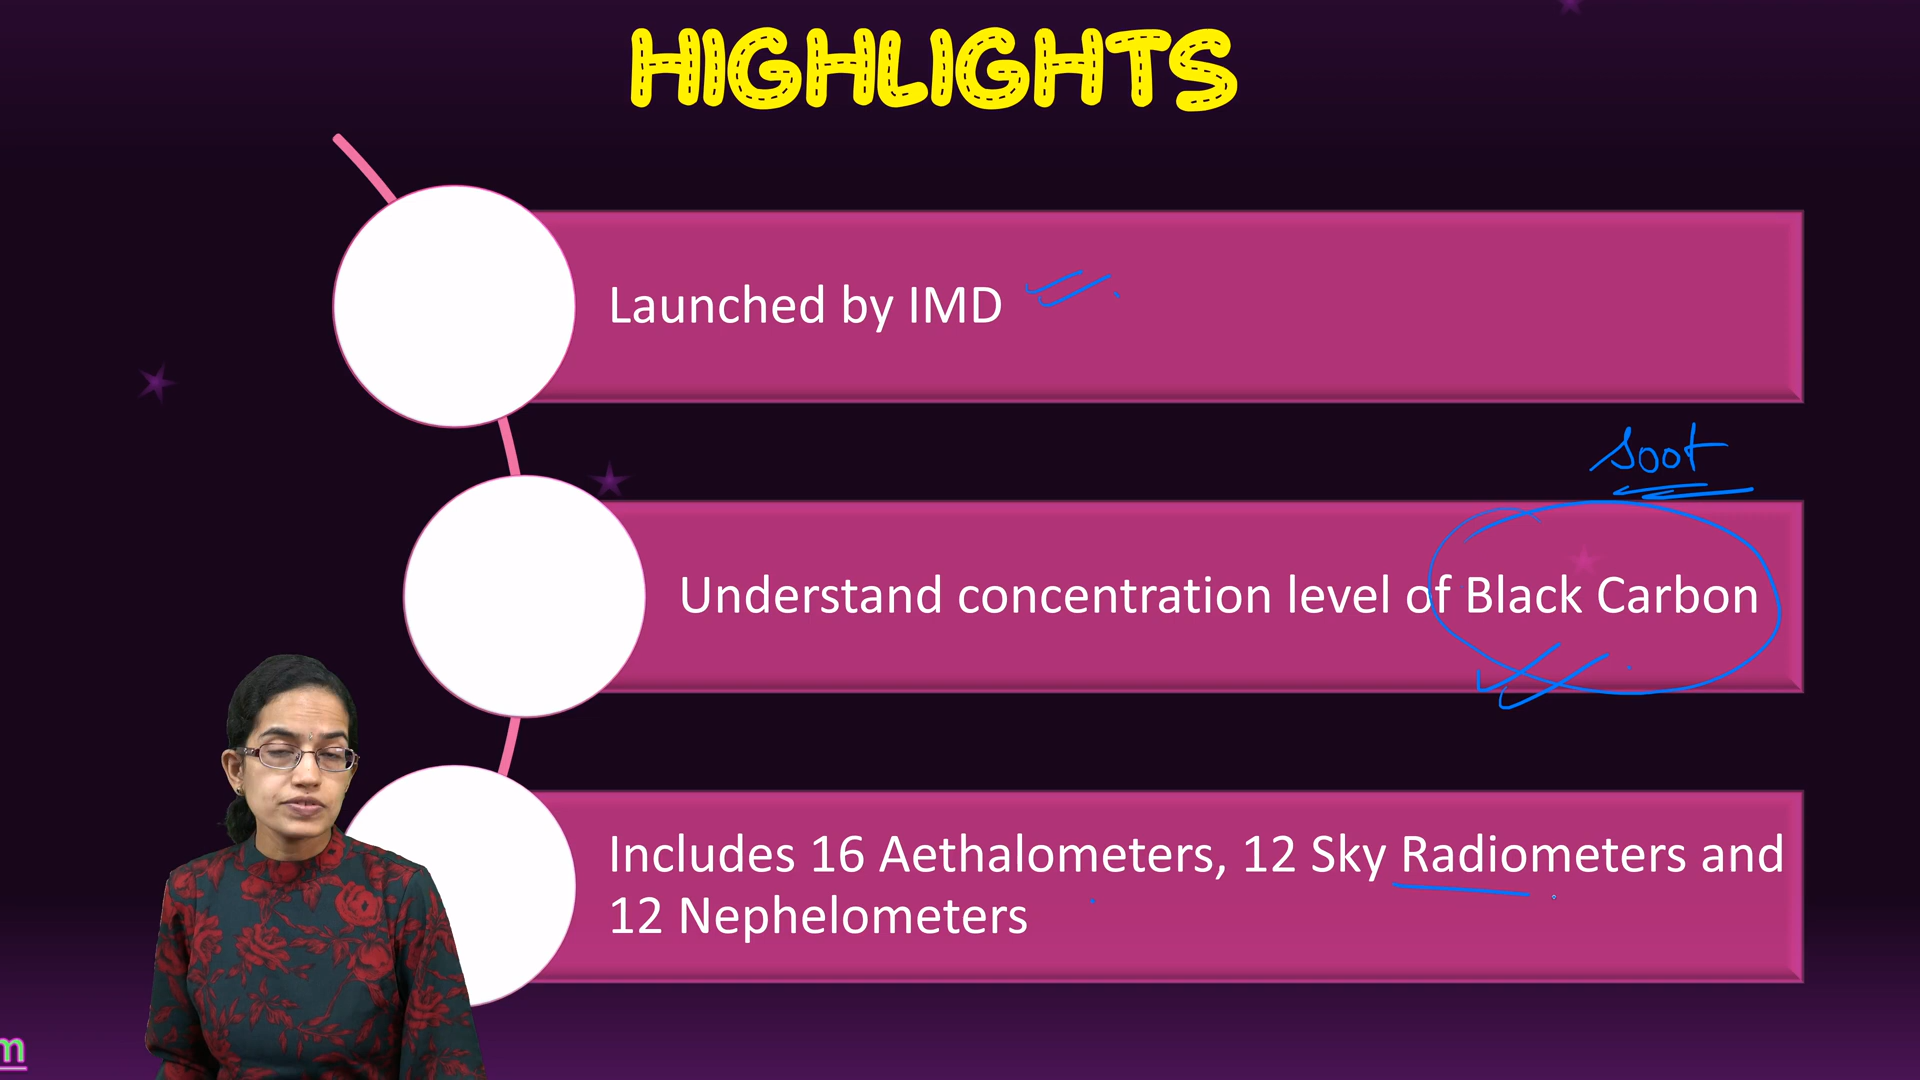 HIGHLIGHTS
Launched by IMD
soot
Understand concentration level of Black Carbon
Includes 16 Aethalometers, 12 Sky Radiometers and
12 Nephelometers
m